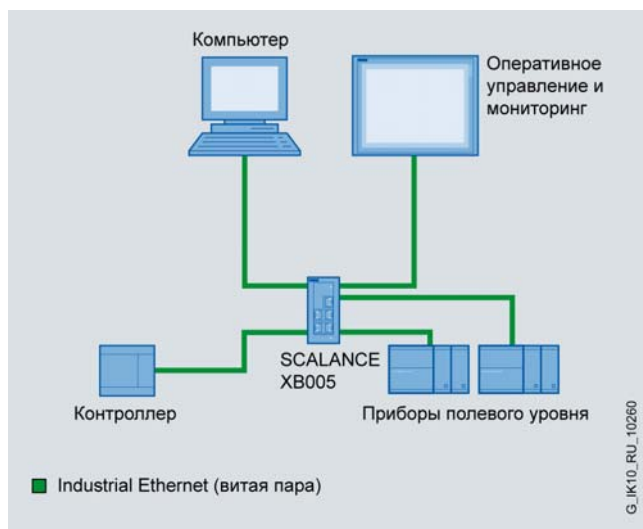 Компьютер
Оперативное
управление и
мониторинг
SCALANCE
XB005
Контроллер
Приборы полевого уровня
Industrial Ethernet (витая пара)
G_IK10_RU_10260